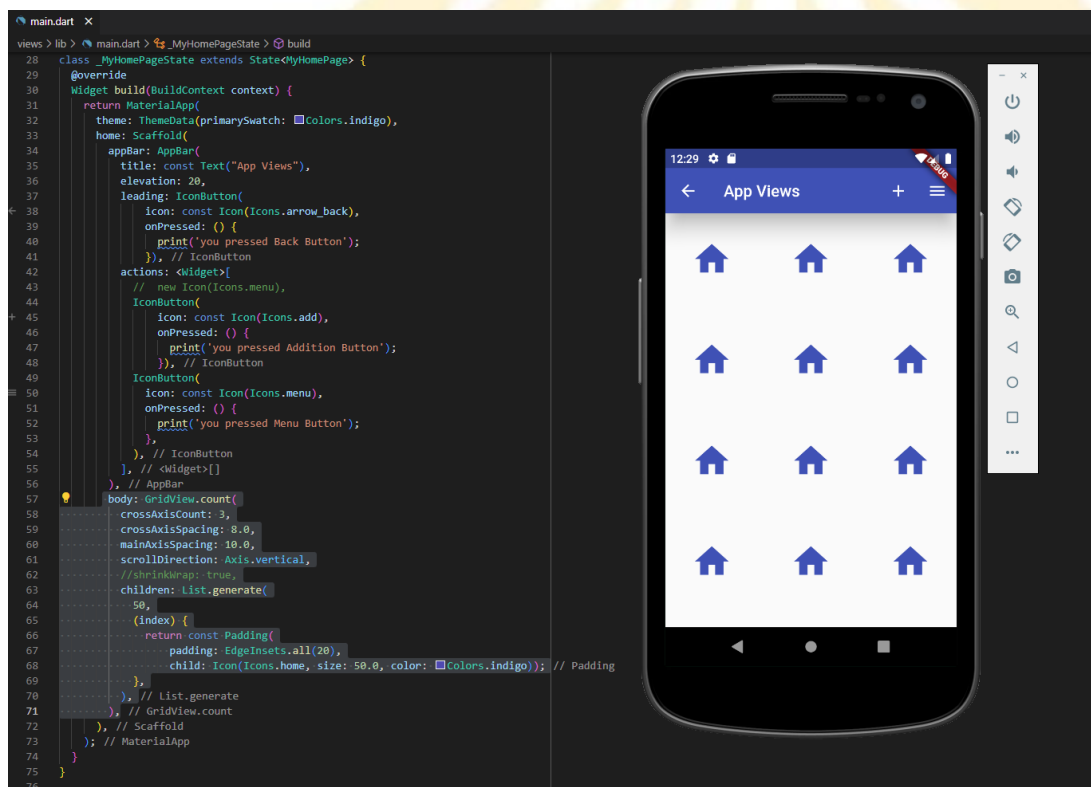 main.dart ×
views > lib > main.dart > _MyHomePageState > build
28 class _MyHomePageState extends State<MyHomePage> {
29 @override
30 Widget build(BuildContext context) {
31 return MaterialApp(
32 theme: ThemeData(primarySwatch: Colors.indigo),
33 home: Scaffold(
34 appBar: AppBar(
35 title: const Text("App Views"),
36 elevation: 20,
37 leading: IconButton(
38 icon: const Icon(Icons.arrow_back),
39 onPressed: () {
40 print('you pressed Back Button');
41 }), // IconButton
42 actions: <Widget>[
43 //  new Icon(Icons.menu),
44 IconButton(
45 icon: const Icon(Icons.add),
46 onPressed: () {
47 print('you pressed Addition Button');
48 }), // IconButton
49 IconButton(
50 icon: const Icon(Icons.menu),
51 onPressed: () {
52 print('you pressed Menu Button');
53 },
54 ), // IconButton
55 ], // <Widget>[]
56 ), // AppBar
57 body: GridView.count(
58 crossAxisCount: 3,
59 crossAxisSpacing: 8.0,
60 mainAxisSpacing: 10.0,
61 scrollDirection: Axis.vertical,
62 //shrinkWrap: true,
63 children: List.generate(
64 50,
65 (index) {
66 return const Padding(
67 padding: EdgeInsets.all(20),
68 child: Icon(Icons.home, size: 50.0, color: Colors.indigo)); // Padding
69 },
70 ), // List.generate
71 ), // GridView.count
72 ), // Scaffold
73 ); // MaterialApp
74 }
75 }
76
12:29
DEBUG
App Views